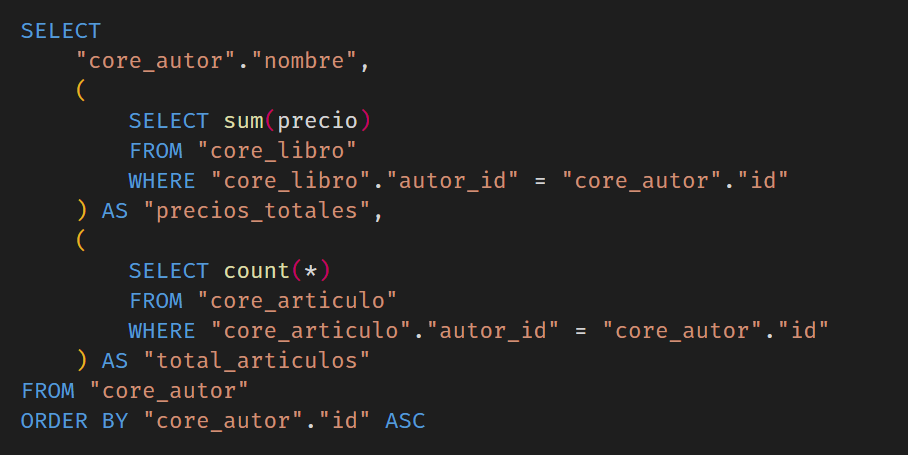 SELECT
    "core_autor"."nombre",
    (
        SELECT sum(precio)
        FROM "core_libro"
        WHERE "core_libro"."autor_id" = "core_autor"."id"
    ) AS "precios_totales",
    (
        SELECT count(*)
        FROM "core_articulo"
        WHERE "core_articulo"."autor_id" = "core_autor"."id"
    ) AS "total_articulos"
FROM "core_autor"
ORDER BY "core_autor"."id" ASC